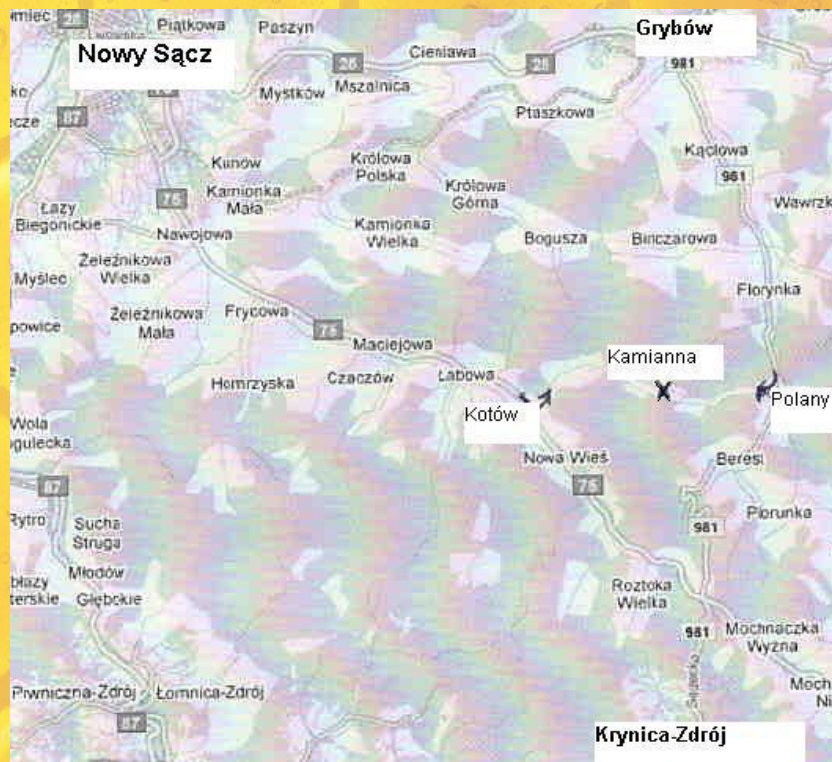 28
Piątkowa
Paszyn
Grybów
Nowy Sącz
Cieniawa
28
28
981
Mystków
Mszalnica
Ptaszkowa
87
Kunów
Królowa
Polska
Kąclowa
981
75
Kamionka
Mała
Królowa
Górna
Łazy
Biegonickie
Nawojowa
Kamionka
Wielka
Bogusza
Binczarowa
Żeleźnikowa
Wielka
Myślec
Florynka
Żeleźnikowa
Mała
Frycowa
75
Maciejowa
Kamianna
Homrzyska
Czaczów
Łabowa
Kotów
Polany
Wola
Nowa Wieś
87
75
Rytro
Sucha
Struga
Piorunka
981
Młodów
Głębokie
Roztoka
Wielka
981
Mochnaczka
Wyżna
Piwniczna-Zdrój
Łomnica-Zdrój
87
Krynica-Zdrój